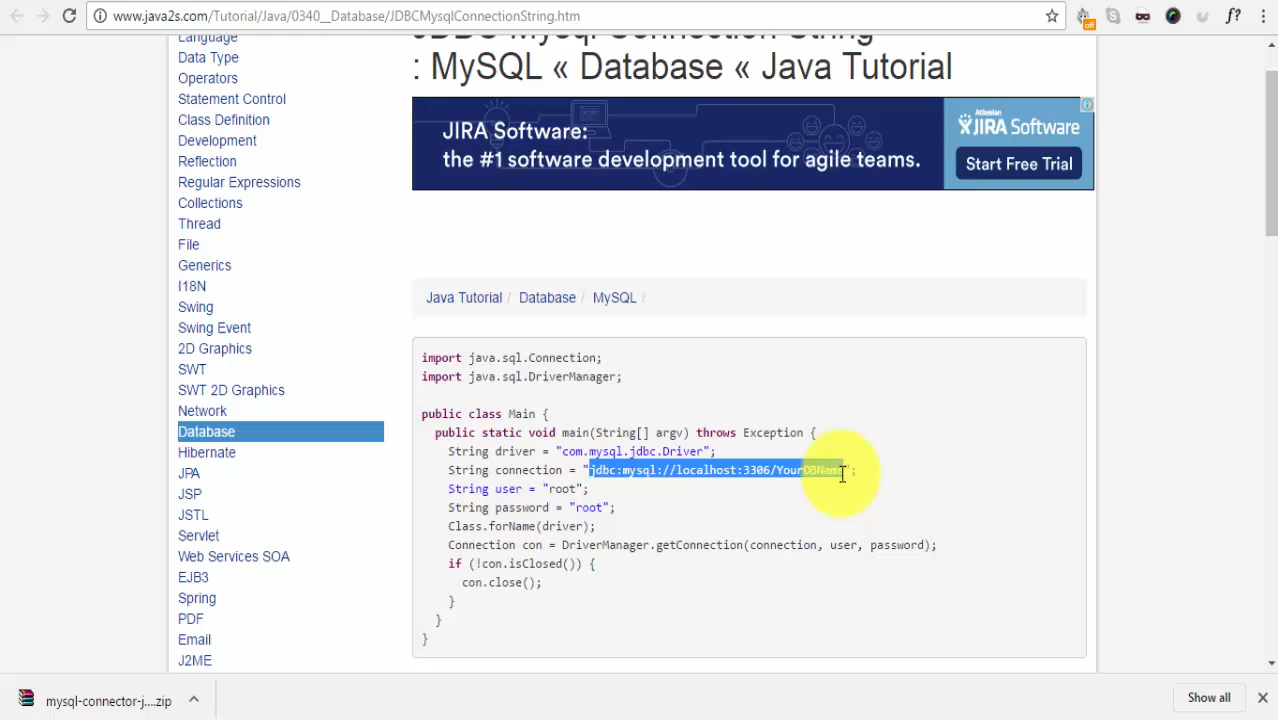 www.java2s.com/Tutorial/Java/0340__Database/JDBCMysqlConnectionString.htm
off
f?
Language
Data Type
Operators
Statement Control
Class Definition
Development
Reflection
Regular Expressions
Collections
Thread
File
Generics
I18N
Swing
Swing Event
2D Graphics
SWT
SWT 2D Graphics
Network
Database
Hibernate
JPA
JSP
JSTL
Servlet
Web Services SOA
EJB3
Spring
PDF
Email
J2ME
JDBC Mysql Connection String
: MySQL « Database « Java Tutorial
JIRA Software:
the #1 software development tool for agile teams.
Atlassian
JIRA Software
Start Free Trial
Java Tutorial / Database / MySQL /
import java.sql.Connection;
import java.sql.DriverManager;
public class Main {
public static void main(String[] argv) throws Exception {
String driver = "com.mysql.jdbc.Driver";
String connection = "jdbc:mysql://localhost:3306/YourDBName";
String user = "root";
String password = "root";
Class.forName(driver);
Connection con = DriverManager.getConnection(connection, user, password);
if (!con.isClosed()) {
con.close();
}
}
}
mysql-connector-j....zip
Show all